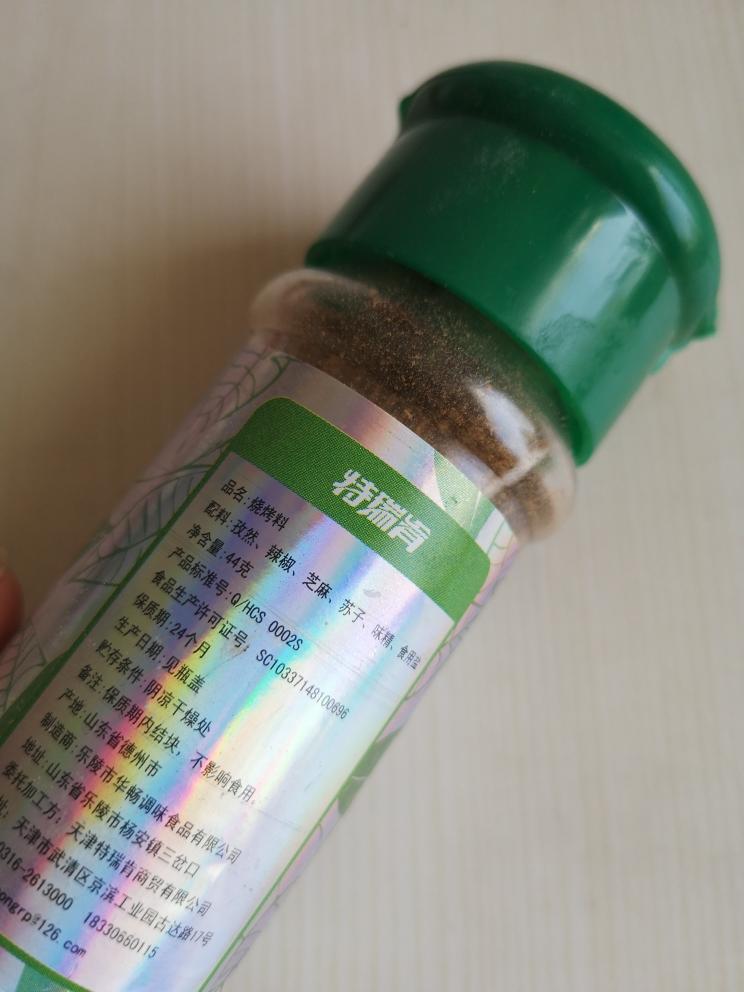 特瑞肯
品名:烧烤料
配料:孜然、辣椒、芝麻、苏子、味精、食用盐
净含量:44克
产品标准号:Q/HCS 0002S
食品生产许可证号: SC10337148100696
保质期:24个月
生产日期:见瓶盖
贮存条件:阴凉干燥处
备注:保质期内结块,不影响食用。
产地:山东省德州市
制造商:乐陵市华畅调味食品有限公司
地址:山东省乐陵市杨安镇三岔口
委托加工方: 天津特瑞肯商贸有限公司
址: 天津市武清区京滨工业园古达路17号
0316-2613000 18330660115
ongrp@126.com